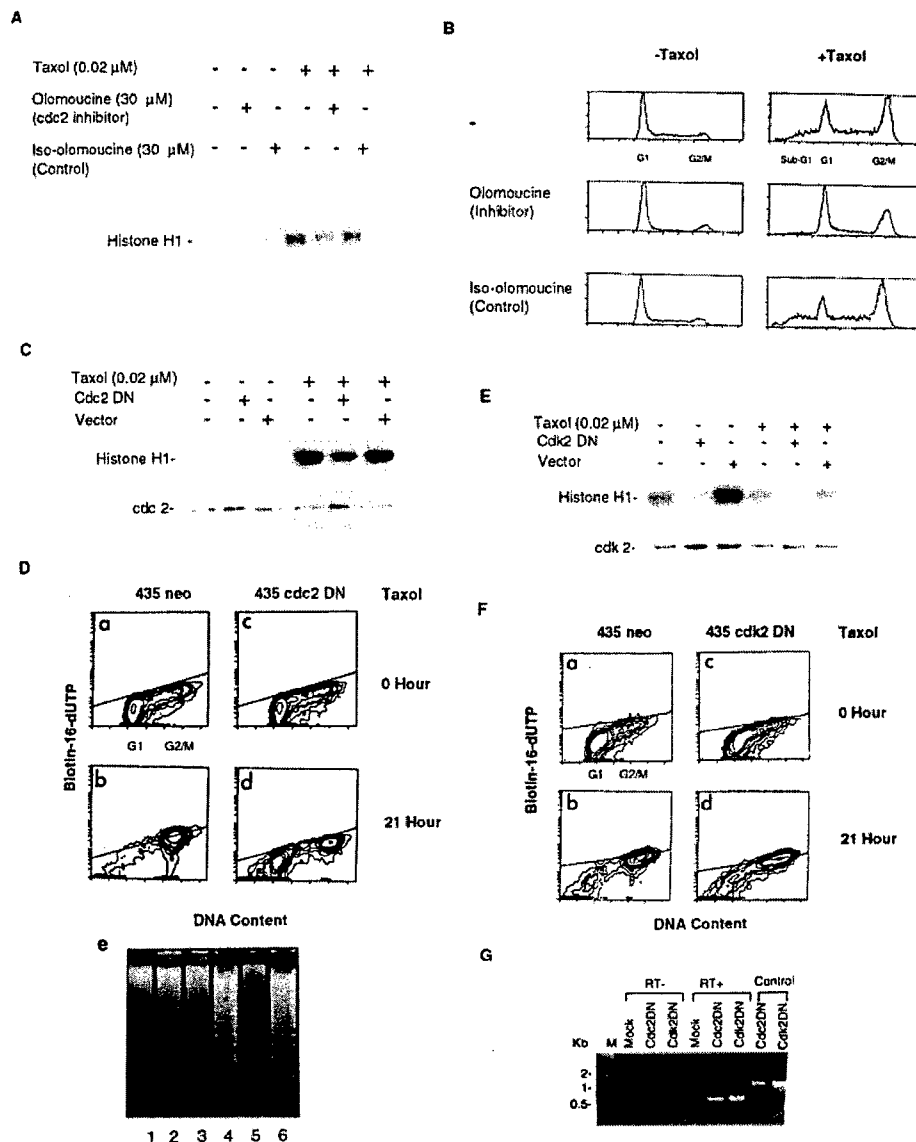 A
Taxol (0.02 μM) - - - + + +
Olomoucine (30 μM) - + - - + -
(cdc2 inhibitor)
Iso-olomoucine (30 μM) - - + - - +
(Control)
Histone H1 -
B
-Taxol +Taxol
-
G1 G2/M Sub-G1 G1 G2/M
Olomoucine
(Inhibitor)
Iso-olomoucine
(Control)
C
Taxol (0.02 μM) - - - + + +
Cdc2 DN - + - - + -
Vector - - + - - +
Histone H1-
cdc 2-
E
Taxol (0.02 μM) - - - + + +
Cdk2 DN - + - - + -
Vector - - + - - +
Histone H1-
cdk 2-
D
435 neo 435 cdc2 DN Taxol
a c
0 Hour
G1 G2/M
b d
21 Hour
Biotin-16-dUTP
DNA Content
e
1 2 3 4 5 6
F
435 neo 435 cdk2 DN Taxol
a c
0 Hour
G1 G2/M
b d
21 Hour
Biotin-16-dUTP
DNA Content
G
RT- RT+ Control
Kb M Mock Cdc2DN Cdk2DN Mock Cdc2DN Cdk2DN Cdc2DN Cdk2DN
2-
1-
0.5-